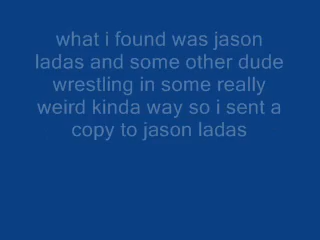 what i found was jason
ladas and some other dude
wrestling in some really
weird kinda way so i sent a
copy to jason ladas